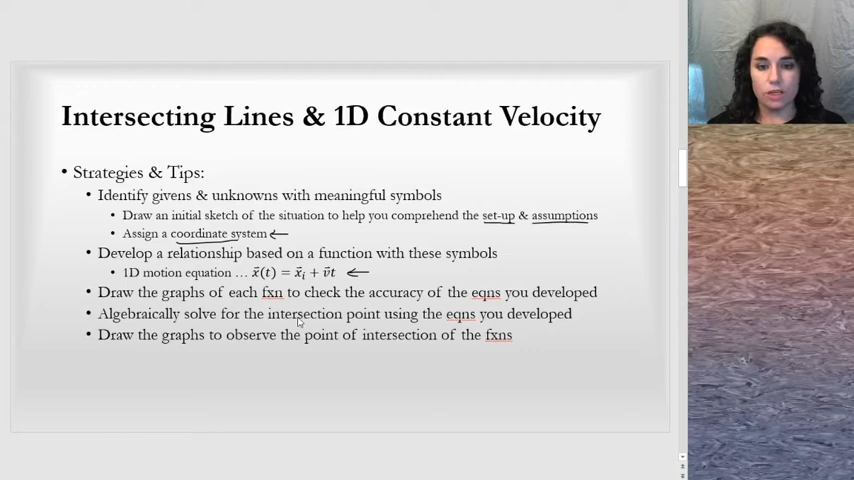 Intersecting Lines & 1D Constant Velocity
• Strategies & Tips:
• Identify givens & unknowns with meaningful symbols
• Draw an initial sketch of the situation to help you comprehend the set-up & assumptions
• Assign a coordinate system
• Develop a relationship based on a function with these symbols
• 1D motion equation … x⃗(t) = x⃗ᵢ + v⃗t
• Draw the graphs of each fxn to check the accuracy of the eqns you developed
• Algebraically solve for the intersection point using the eqns you developed
• Draw the graphs to observe the point of intersection of the fxns